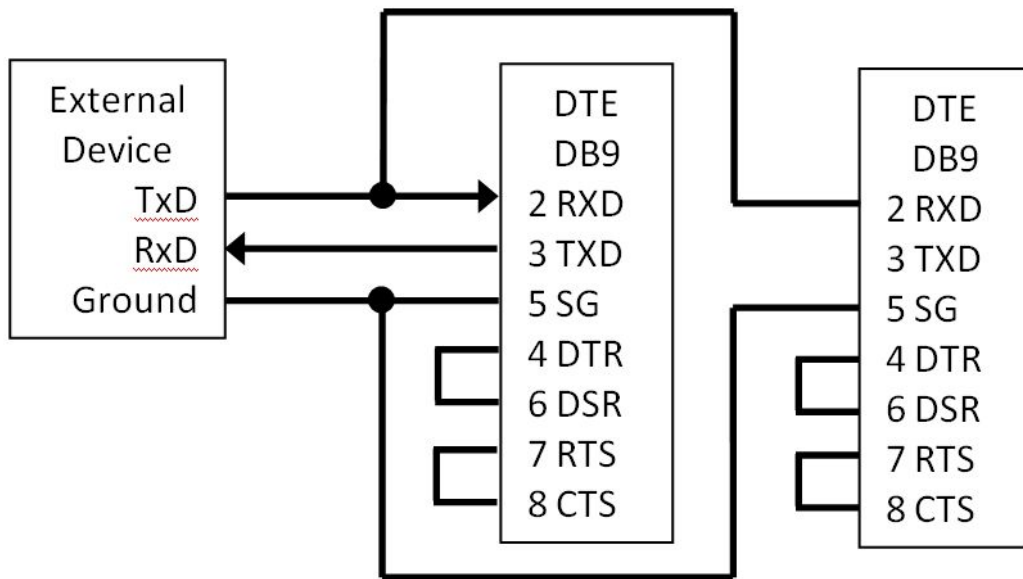 External
Device
TxD
RxD
Ground
DTE
DB9
2 RXD
3 TXD
5 SG
4 DTR
6 DSR
7 RTS
8 CTS
DTE
DB9
2 RXD
3 TXD
5 SG
4 DTR
6 DSR
7 RTS
8 CTS